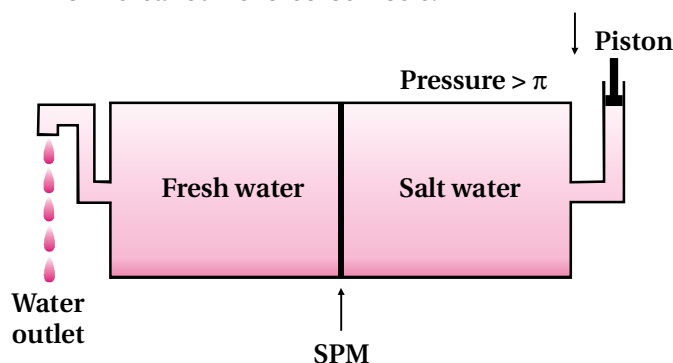 Piston
Pressure > π
Fresh water
Salt water
Water
outlet
SPM